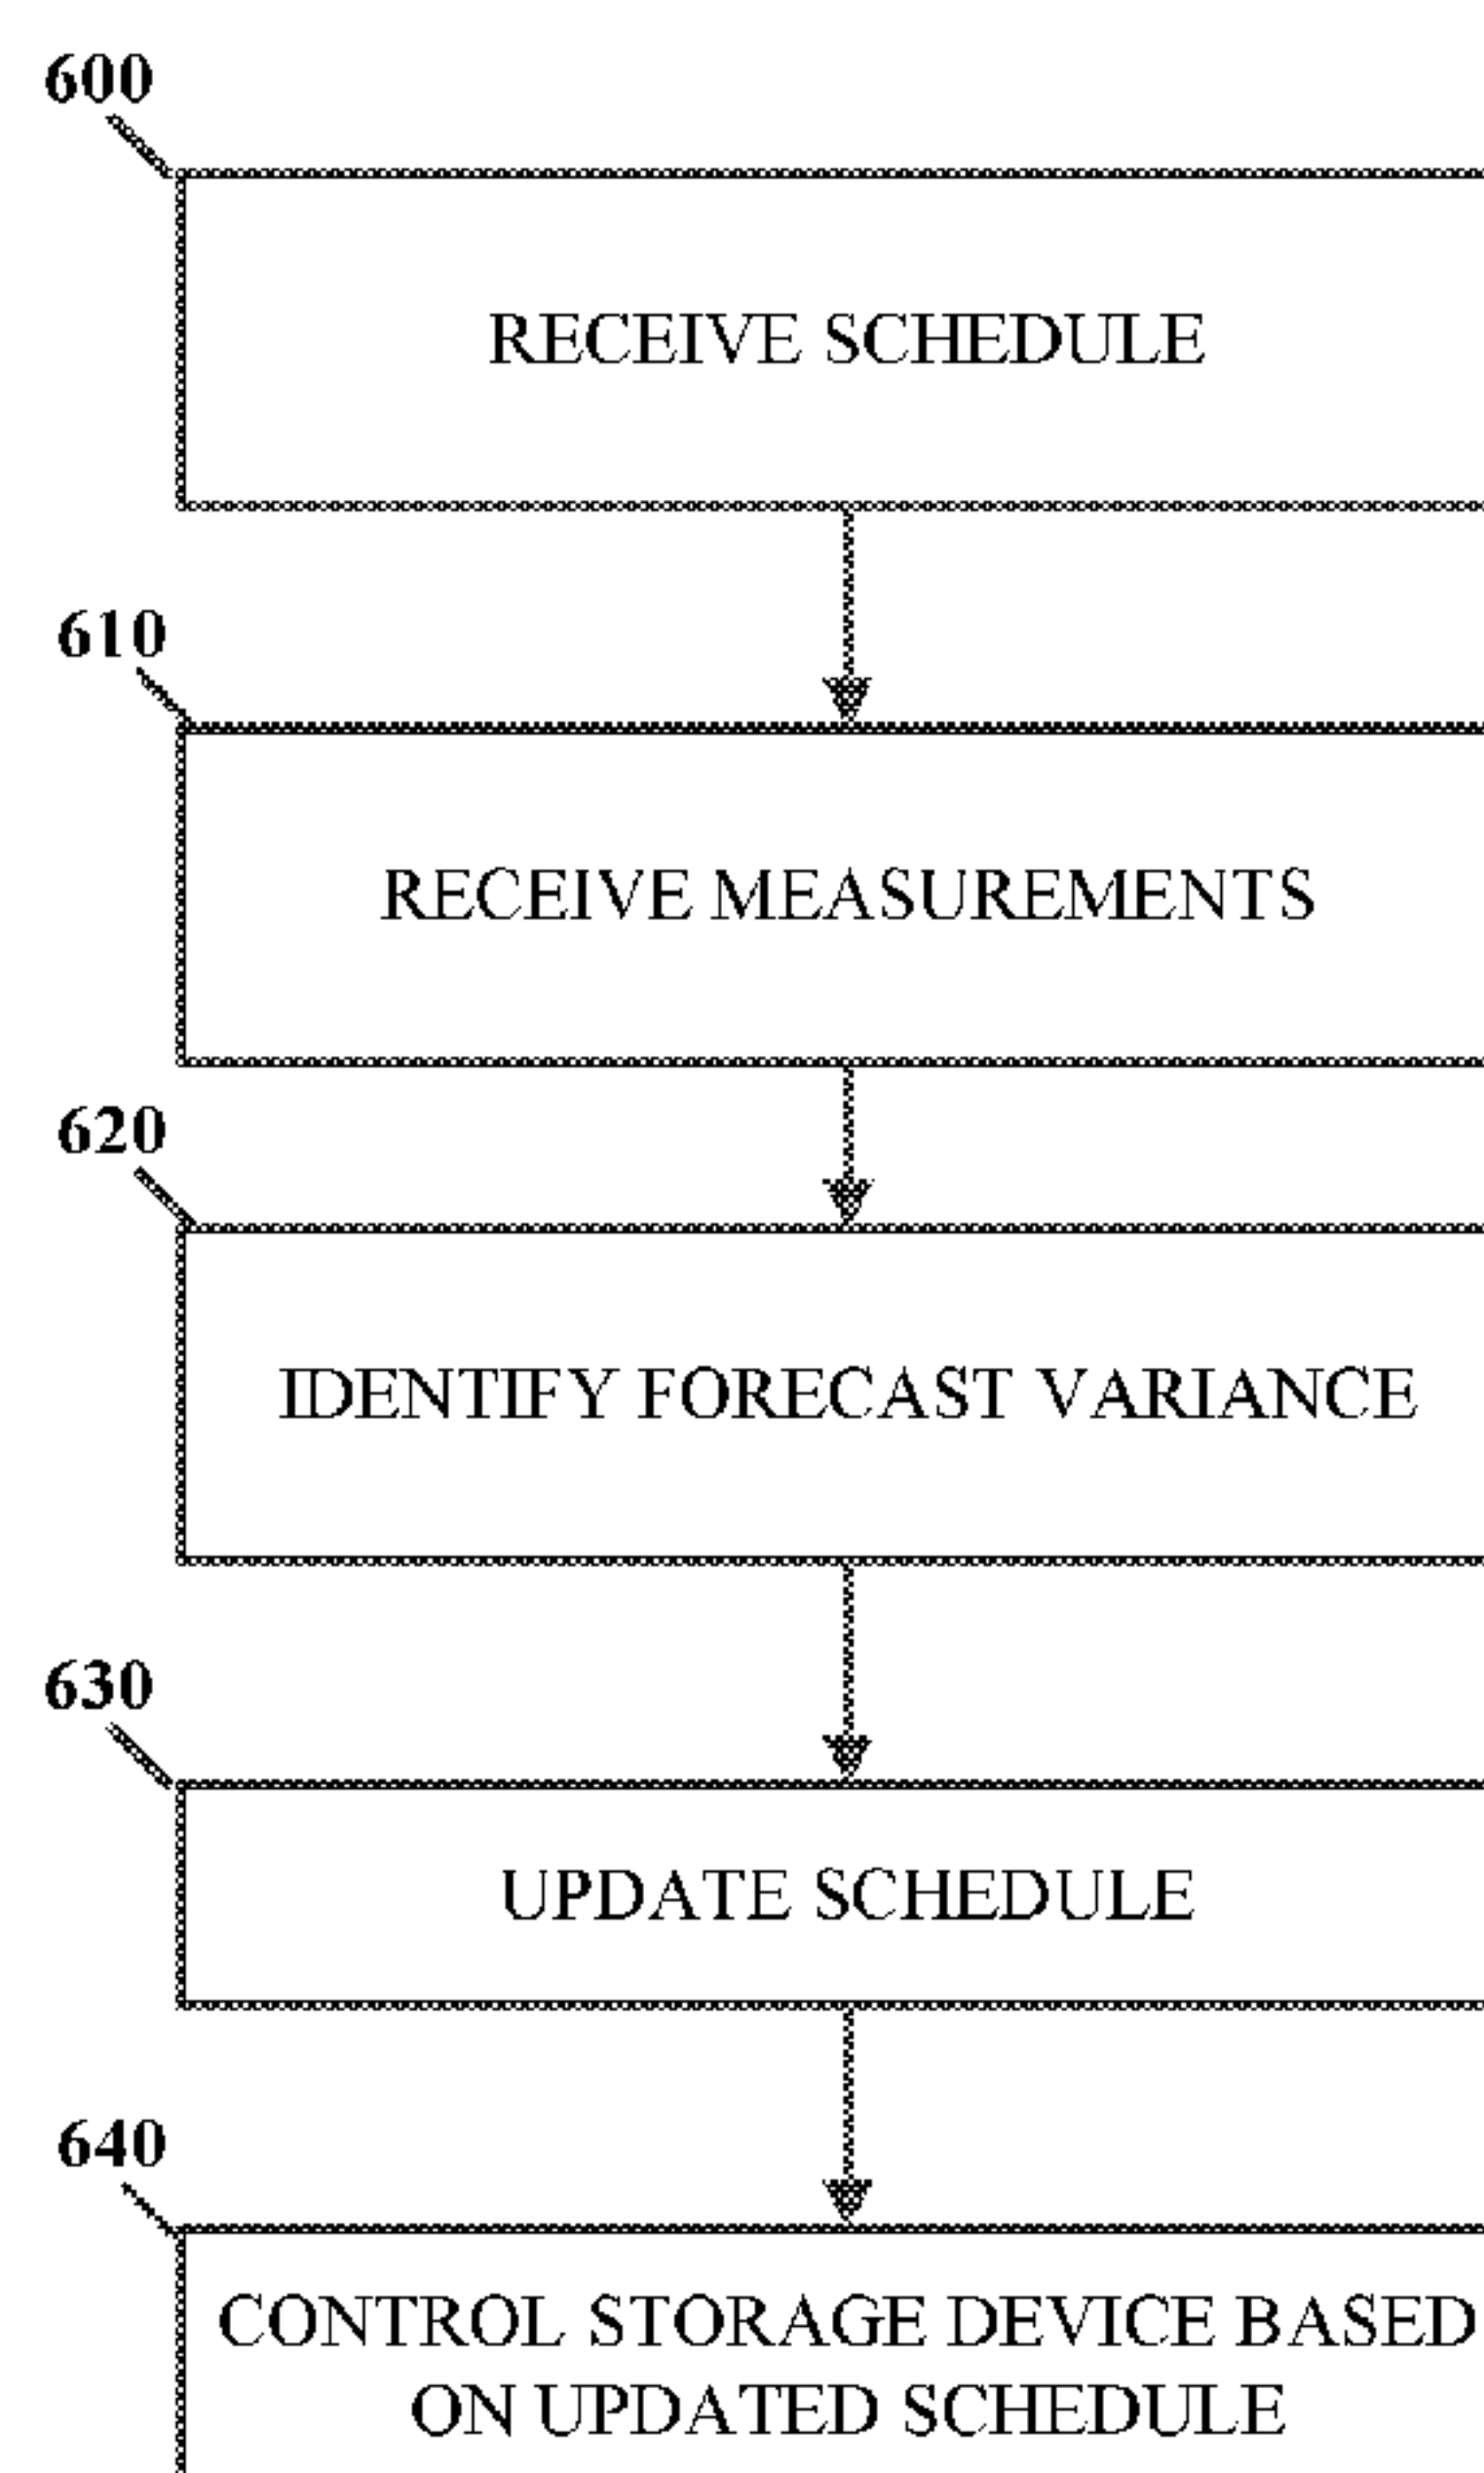 600
RECEIVE SCHEDULE
610
RECEIVE MEASUREMENTS
620
IDENTIFY FORECAST VARIANCE
630
UPDATE SCHEDULE
640
CONTROL STORAGE DEVICE BASED
ON UPDATED SCHEDULE